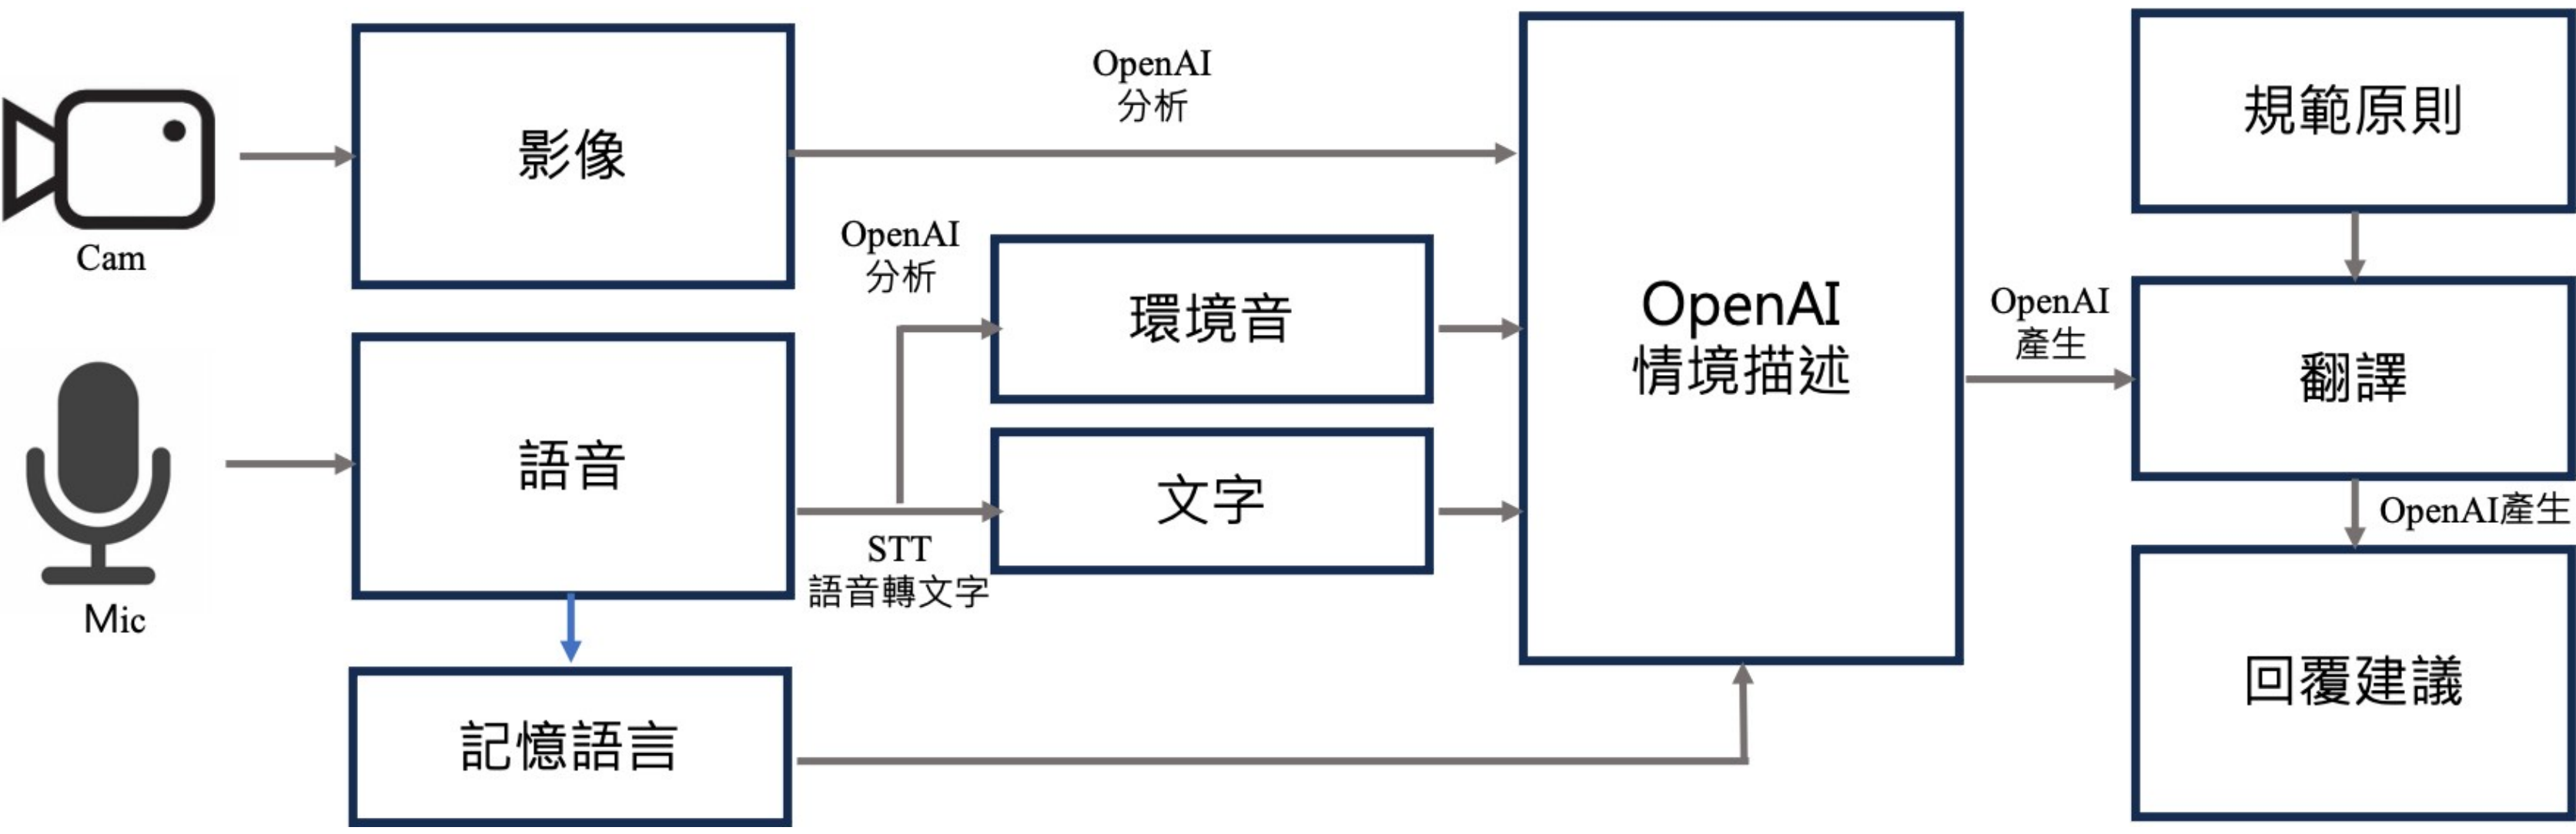 Cam
影像
OpenAI
分析
Mic
語音
OpenAI
分析
STT
語音轉文字
環境音
文字
記憶語言
OpenAI
情境描述
OpenAI
產生
規範原則
翻譯
OpenAI產生
回覆建議